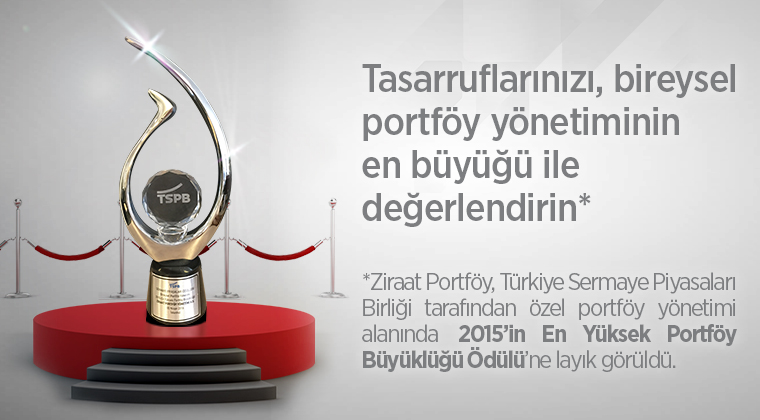 TSPB
Tasarruflarınızı, bireysel
portföy yönetiminin
en büyüğü ile
değerlendirin*
*Ziraat Portföy, Türkiye Sermaye Piyasaları
Birliği tarafından özel portföy yönetimi
alanında 2015'in En Yüksek Portföy
Büyüklüğü Ödülü'ne layık görüldü.